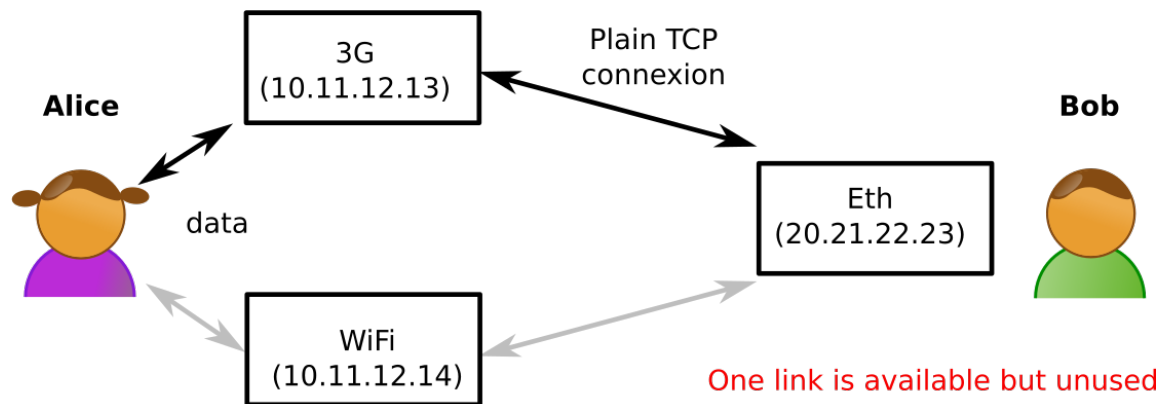 3G
(10.11.12.13)
Plain TCP
connexion
Alice
Bob
data
Eth
(20.21.22.23)
WiFi
(10.11.12.14)
One link is available but unused